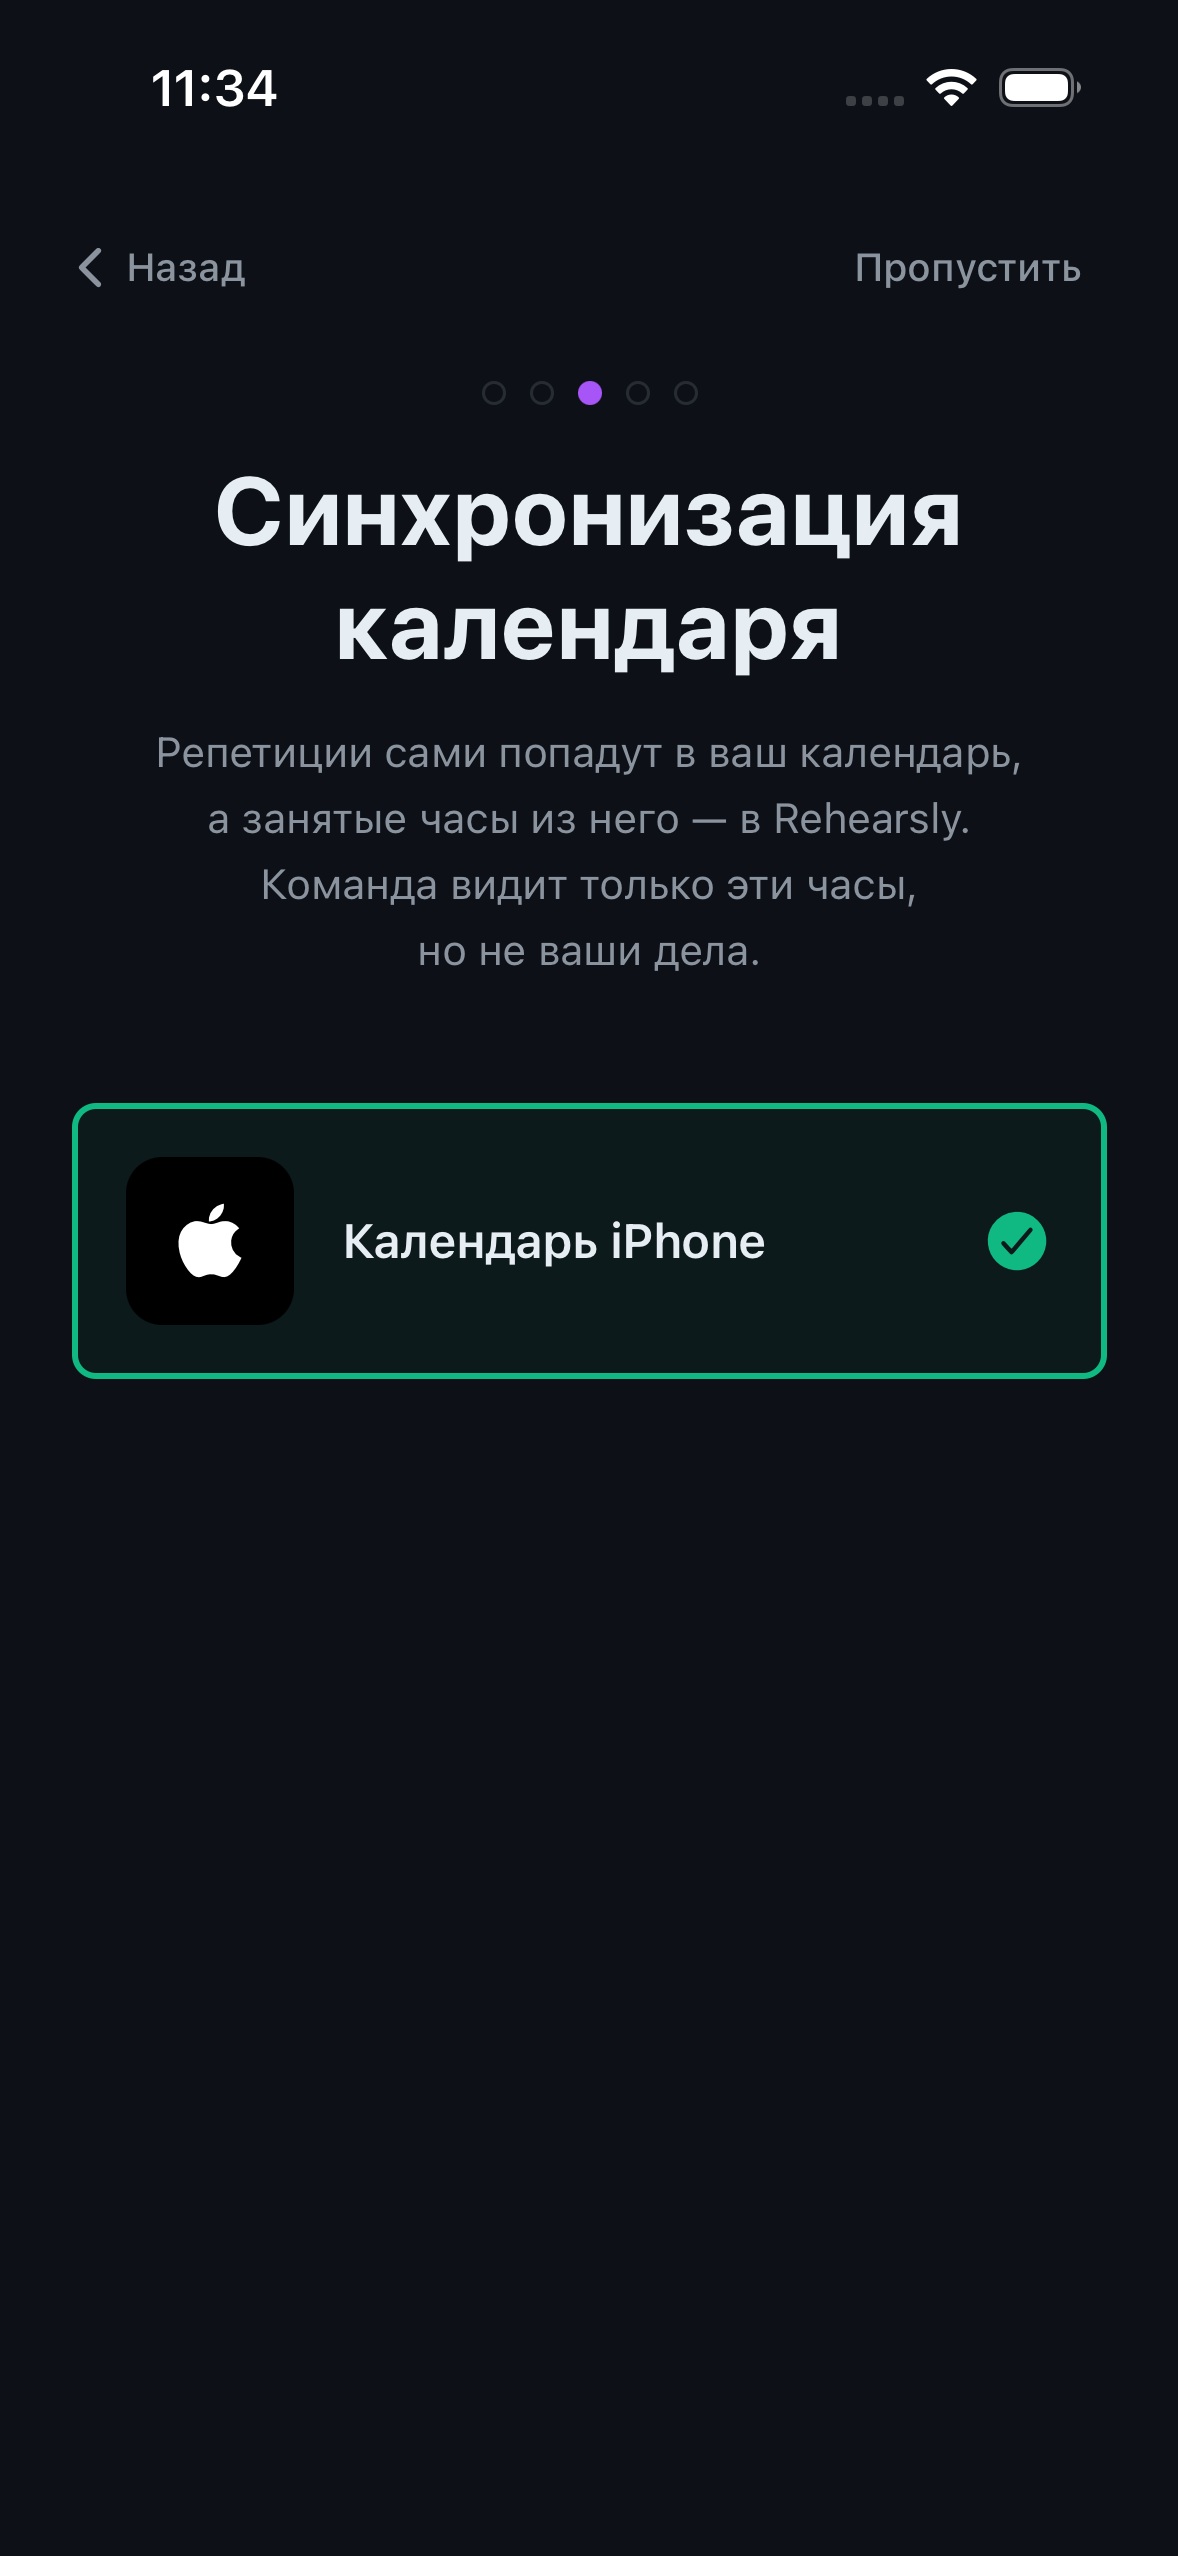 11:34
Назад
Пропустить
Синхронизация
календаря
Репетиции сами попадут в ваш календарь,
а занятые часы из него — в Rehearsly.
Команда видит только эти часы,
но не ваши дела.
Календарь iPhone